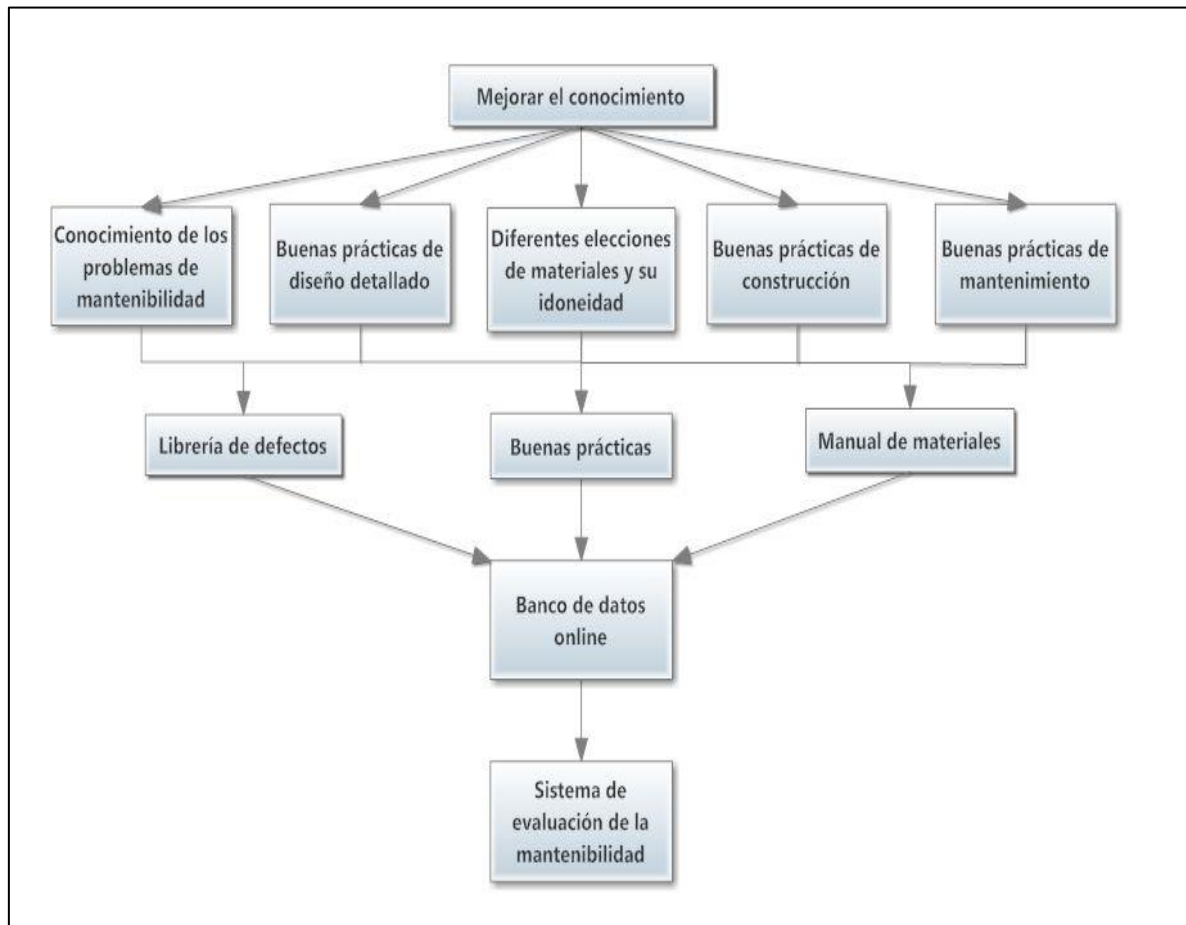 Mejorar el conocimiento
Conocimiento de los
problemas de
mantenibilidad
Buenas prácticas de
diseño detallado
Diferentes elecciones
de materiales y su
idoneidad
Buenas prácticas de
construcción
Buenas prácticas de
mantenimiento
Librería de defectos
Buenas prácticas
Manual de materiales
Banco de datos
online
Sistema de
evaluación de la
mantenibilidad